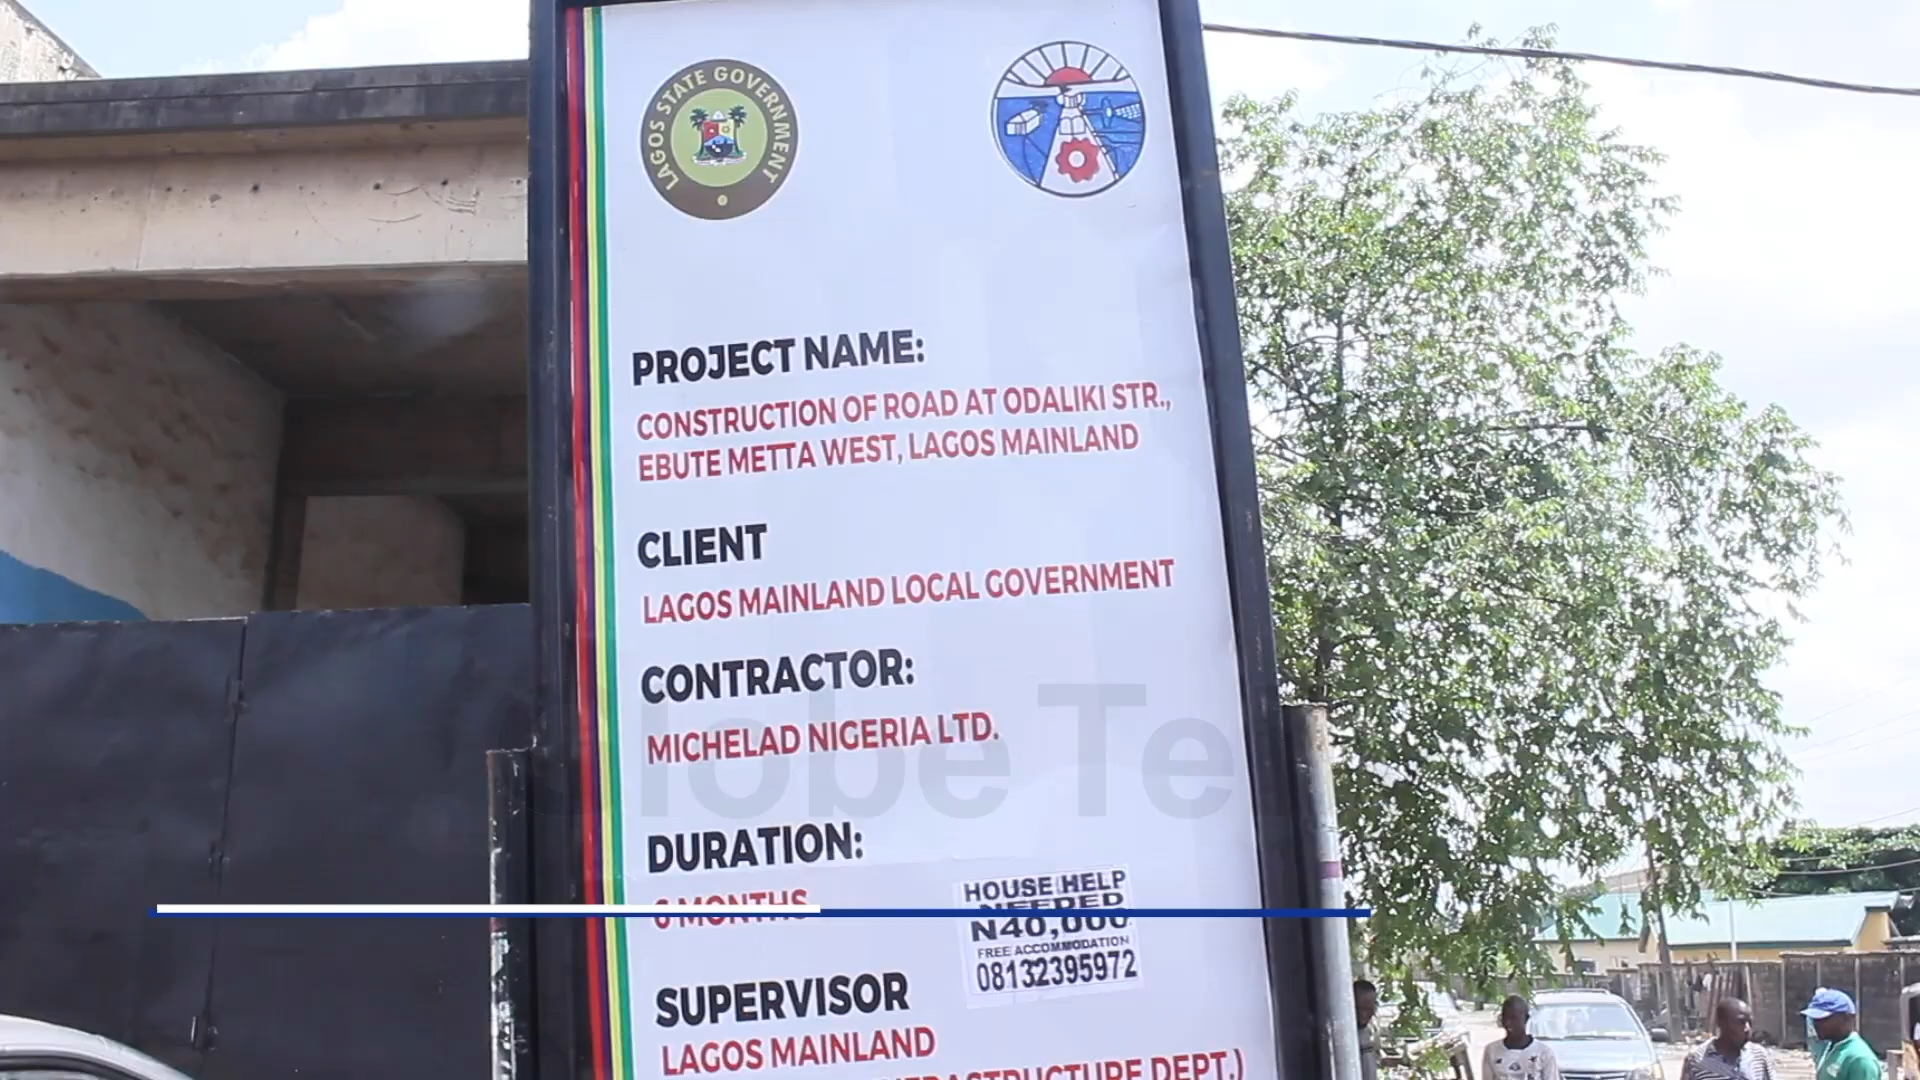 LAGOS STATE GOVERNMENT
PROJECT NAME:
CONSTRUCTION OF ROAD AT ODALIKI STR.,
EBUTE METTA WEST, LAGOS MAINLAND
CLIENT
LAGOS MAINLAND LOCAL GOVERNMENT
CONTRACTOR:
MICHELAD NIGERIA LTD.
DURATION:
6 MONTHS
HOUSE HELP
NEEDED
N40,000
FREE ACCOMMODATION
08132395972
SUPERVISOR
LAGOS MAINLAND
INFRASTRUCTURE DEPT.)
Globe Te